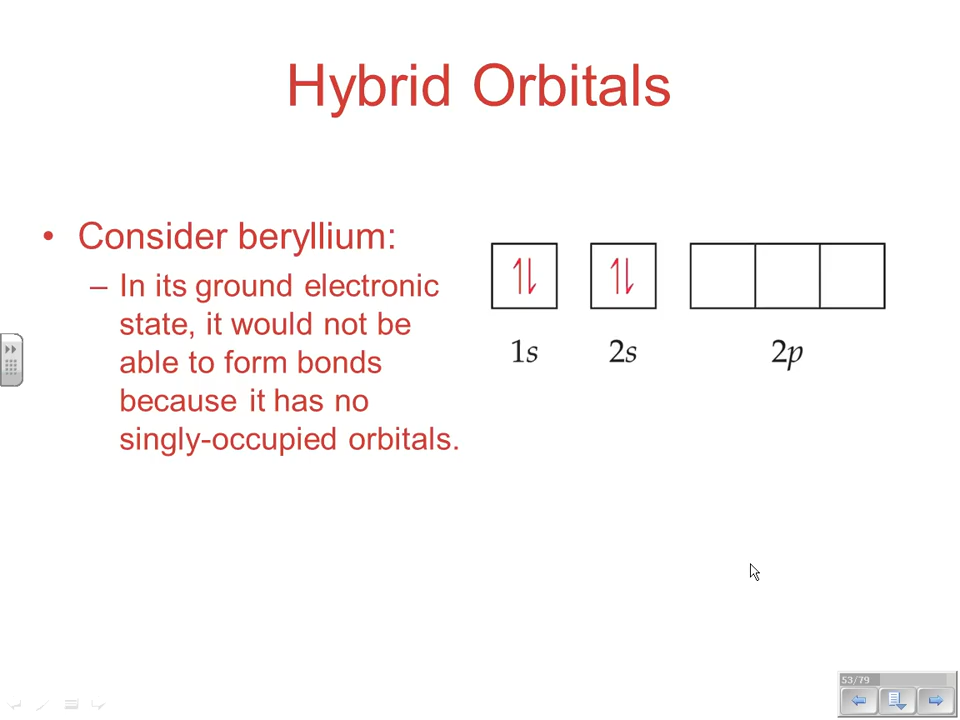 Hybrid Orbitals
• Consider beryllium:
– In its ground electronic
state, it would not be
able to form bonds
because it has no
singly-occupied orbitals.
1s 2s 2p
53/79